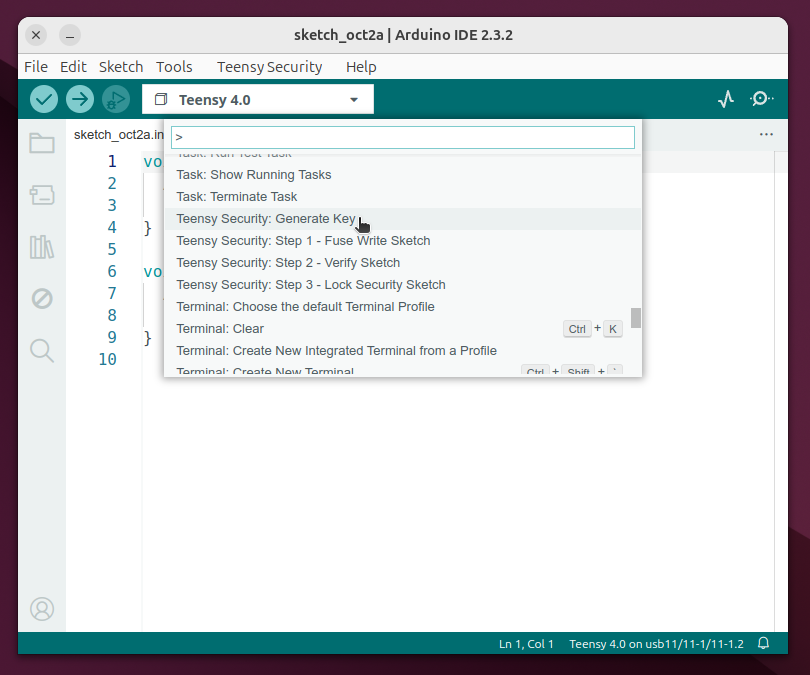 sketch_oct2a | Arduino IDE 2.3.2
File Edit Sketch Tools Teensy Security Help
Teensy 4.0
sketch_oct2a.in
>
Task: Run Test Task
Task: Show Running Tasks
Task: Terminate Task
Teensy Security: Generate Key
Teensy Security: Step 1 - Fuse Write Sketch
Teensy Security: Step 2 - Verify Sketch
Teensy Security: Step 3 - Lock Security Sketch
Terminal: Choose the default Terminal Profile
Terminal: Clear Ctrl + K
Terminal: Create New Integrated Terminal from a Profile
Terminal: Create New Terminal Ctrl + Shift + `
1 vo
2
3
4 }
5
6 vo
7
8
9 }
10
Ln 1, Col 1 Teensy 4.0 on usb11/11-1/11-1.2